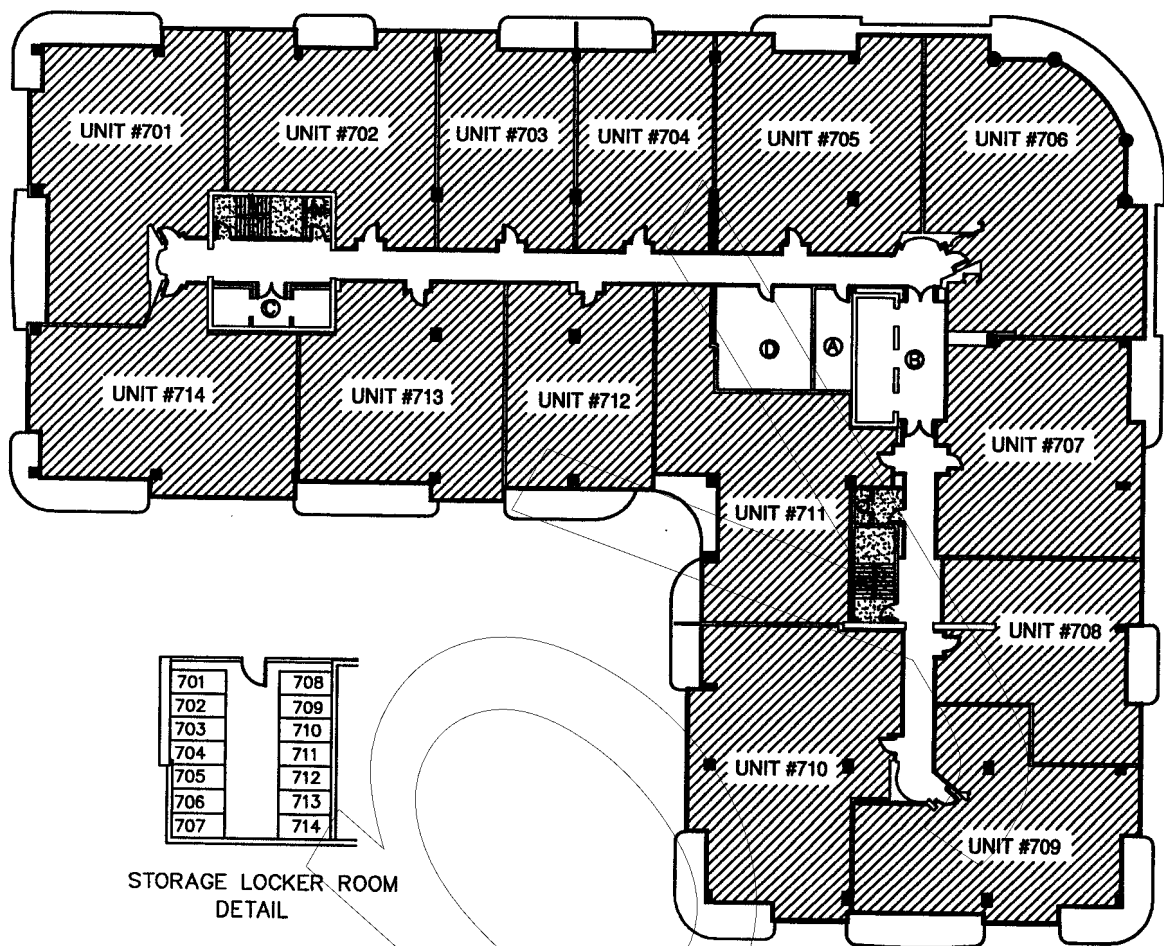 UNIT #701
UNIT #702
UNIT #703
UNIT #704
UNIT #705
UNIT #706
C
D
A
B
UNIT #714
UNIT #713
UNIT #712
UNIT #707
UNIT #711
UNIT #708
UNIT #710
UNIT #709
701
702
703
704
705
706
707
708
709
710
711
712
713
714
STORAGE LOCKER ROOM
DETAIL